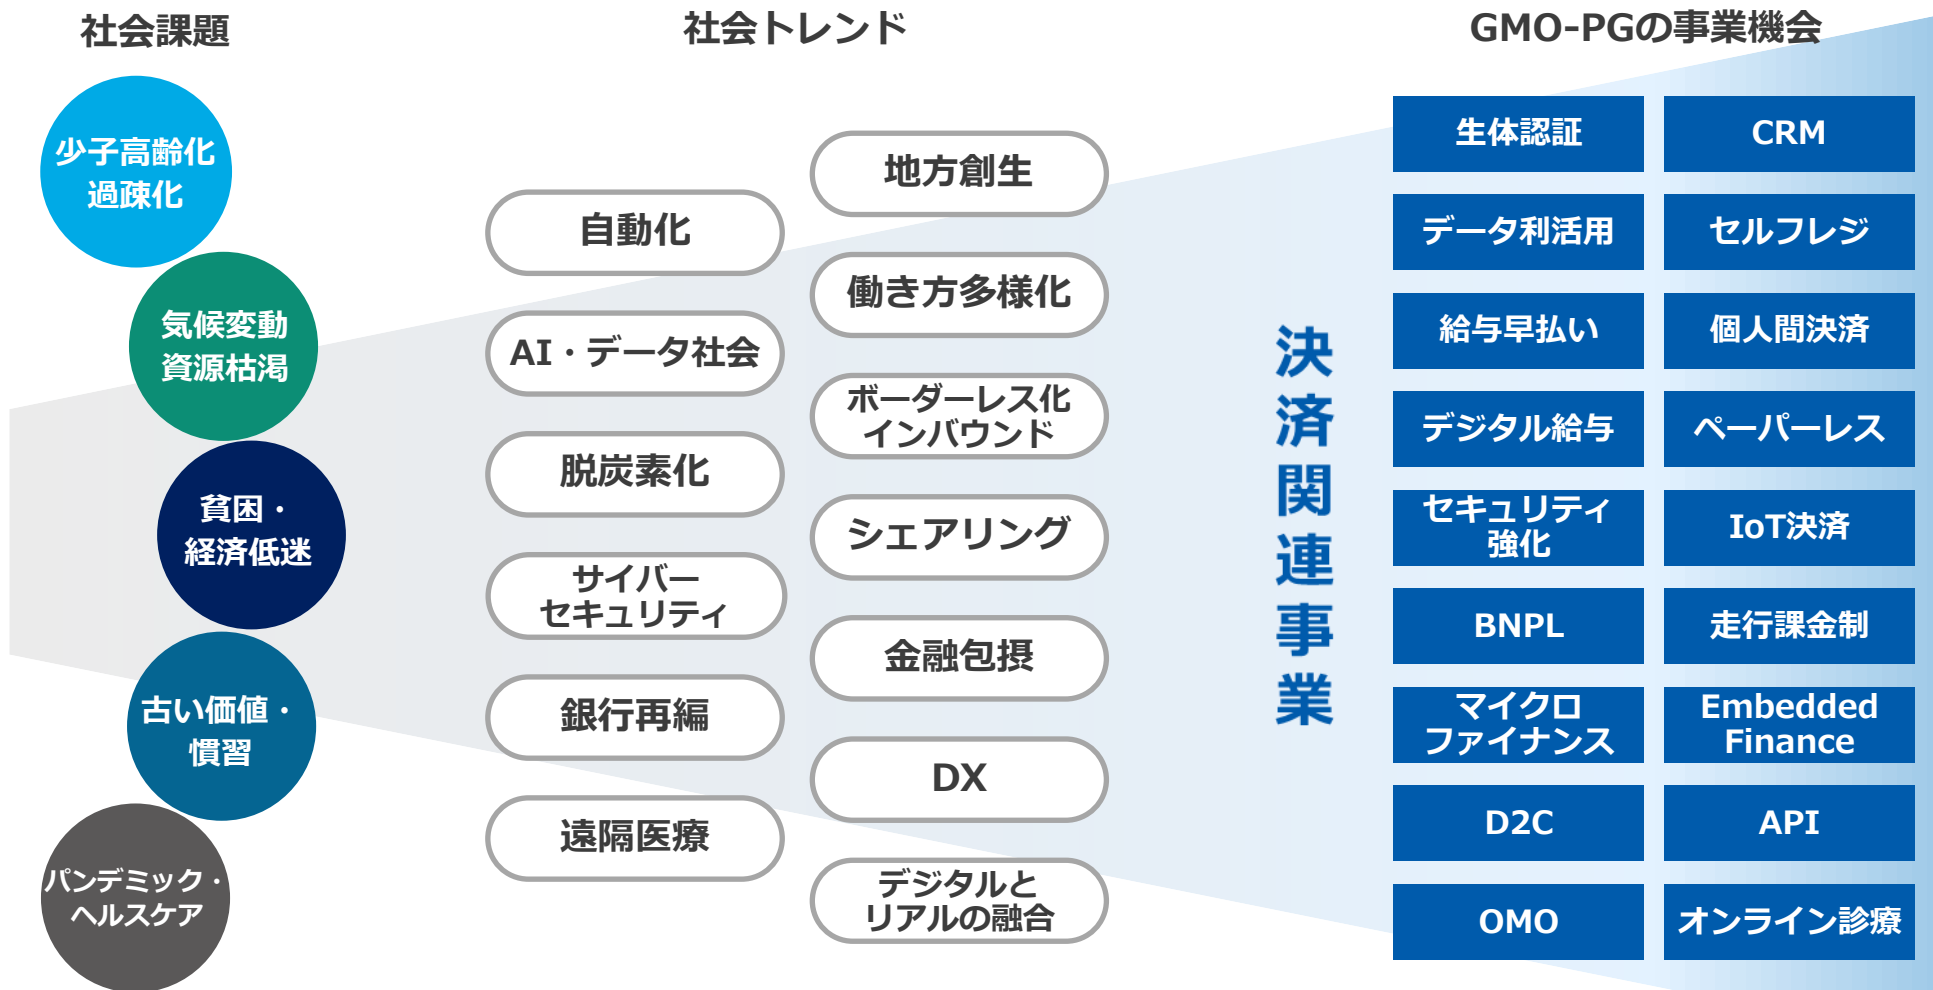 社会課題
社会トレンド
GMO-PGの事業機会
少子高齢化
過疎化
気候変動
資源枯渇
貧困・
経済低迷
古い価値・
慣習
パンデミック・
ヘルスケア
自動化
AI・データ社会
脱炭素化
サイバー
セキュリティ
銀行再編
遠隔医療
地方創生
働き方多様化
ボーダーレス化
インバウンド
シェアリング
金融包摂
DX
デジタルと
リアルの融合
決済関連事業
生体認証
CRM
データ利活用
セルフレジ
給与早払い
個人間決済
デジタル給与
ペーパーレス
セキュリティ
強化
IoT決済
BNPL
走行課金制
マイクロ
ファイナンス
Embedded
Finance
D2C
API
OMO
オンライン診療